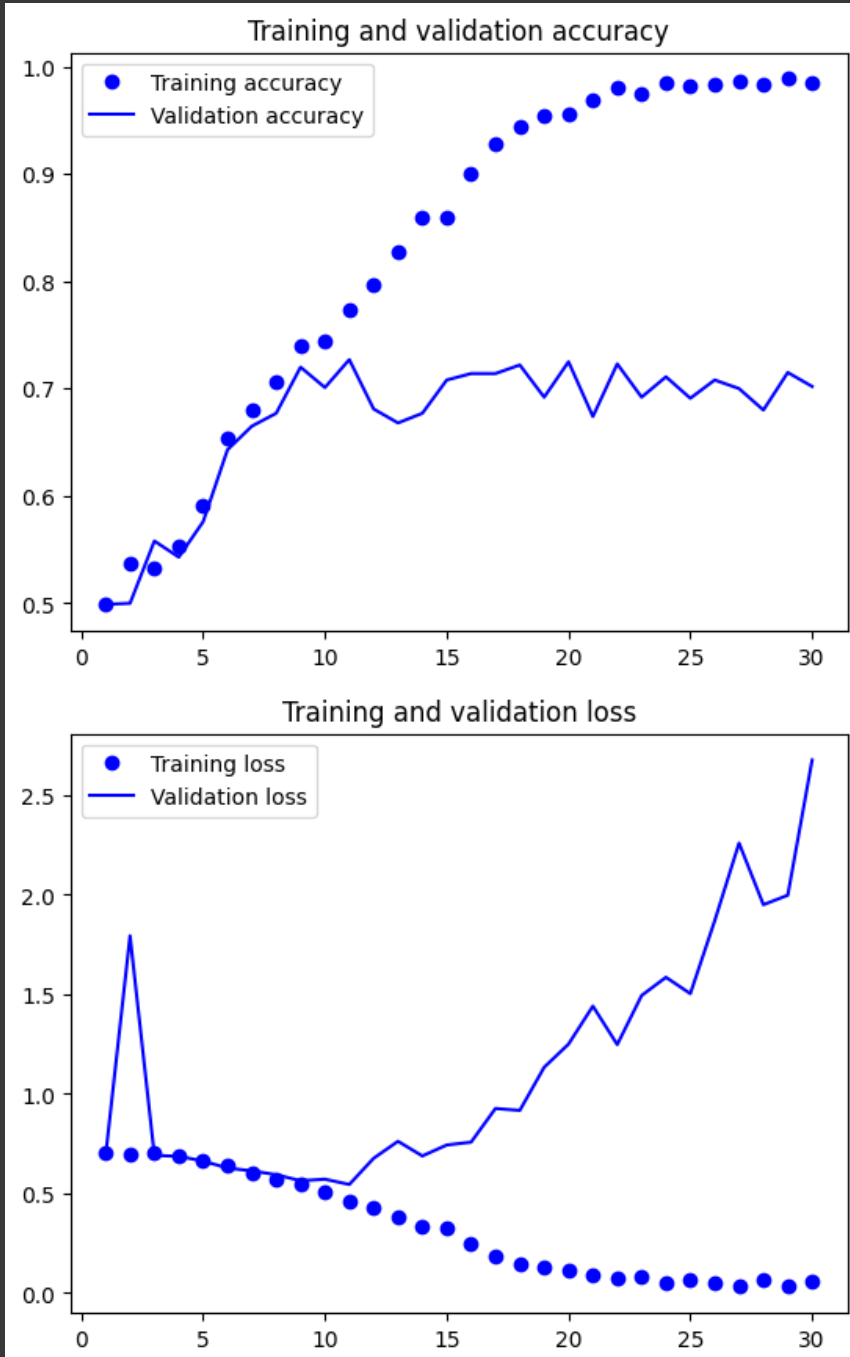 Training and validation accuracy
1.0
Training accuracy
Validation accuracy
0.9
0.8
0.7
0.6
0.5
0 5 10 15 20 25 30
Training and validation loss
Training loss
Validation loss
2.5
2.0
1.5
1.0
0.5
0.0
0 5 10 15 20 25 30